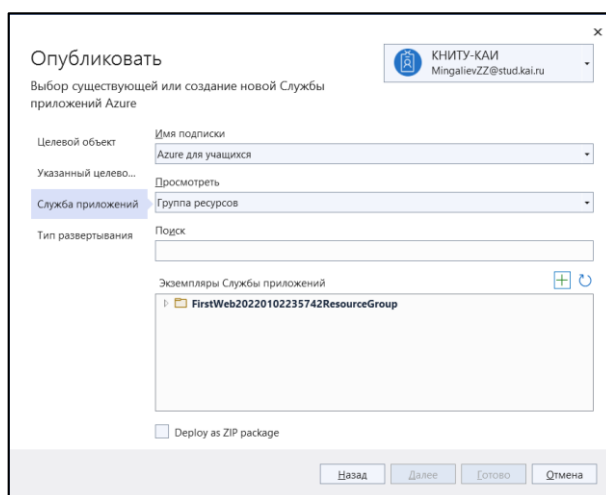 Опубликовать
КНИТУ-КАИ
MingalievZZ@stud.kai.ru
Выбор существующей или создание новой Службы
приложений Azure
Целевой объект
Указанный целево...
Служба приложений
Тип развертывания
Имя подписки
Azure для учащихся
Просмотреть
Группа ресурсов
Поиск
Экземпляры Службы приложений
FirstWeb20220102235742ResourceGroup
Deploy as ZIP package
Назад
Далее
Готово
Отмена